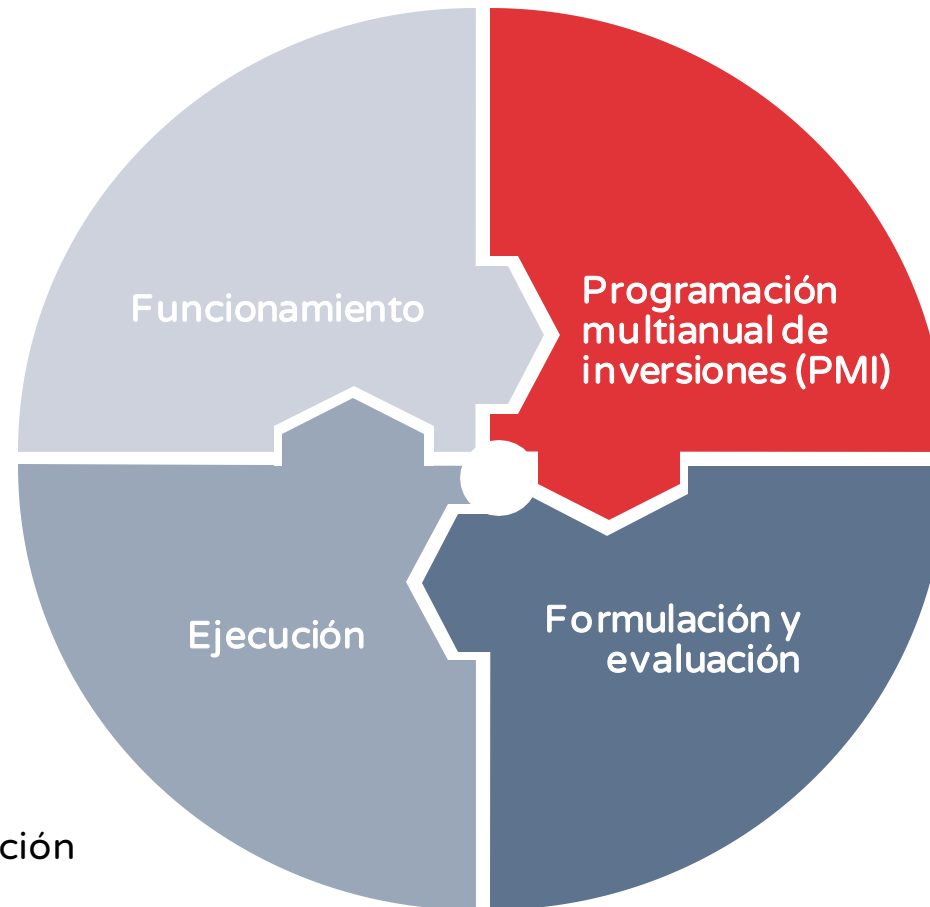 Funcionamiento
Programación
multianual de
inversiones (PMI)
Formulación y
evaluación
Ejecución
ción